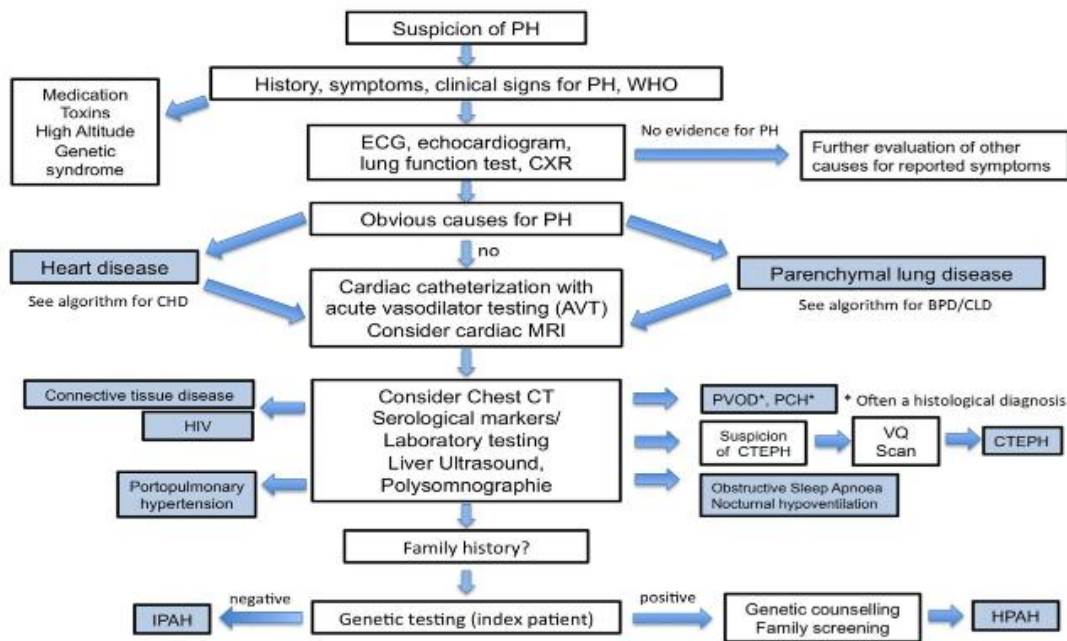 Suspicion of PH
History, symptoms, clinical signs for PH, WHO
Medication
Toxins
High Altitude
Genetic
syndrome
ECG, echocardiogram,
lung function test, CXR
No evidence for PH
Further evaluation of other
causes for reported symptoms
Obvious causes for PH
no
Heart disease
See algorithm for CHD
Parenchymal lung disease
See algorithm for BPD/CLD
Cardiac catheterization with
acute vasodilator testing (AVT)
Consider cardiac MRI
Connective tissue disease
HIV
Portopulmonary
hypertension
Consider Chest CT
Serological markers/
Laboratory testing
Liver Ultrasound,
Polysomnographie
PVOD*, PCH*
* Often a histological diagnosis
Suspicion
of CTEPH
VQ
Scan
CTEPH
Obstructive Sleep Apnoea
Nocturnal hypoventilation
Family history?
IPAH
negative
Genetic testing (index patient)
positive
Genetic counselling
Family screening
HPAH